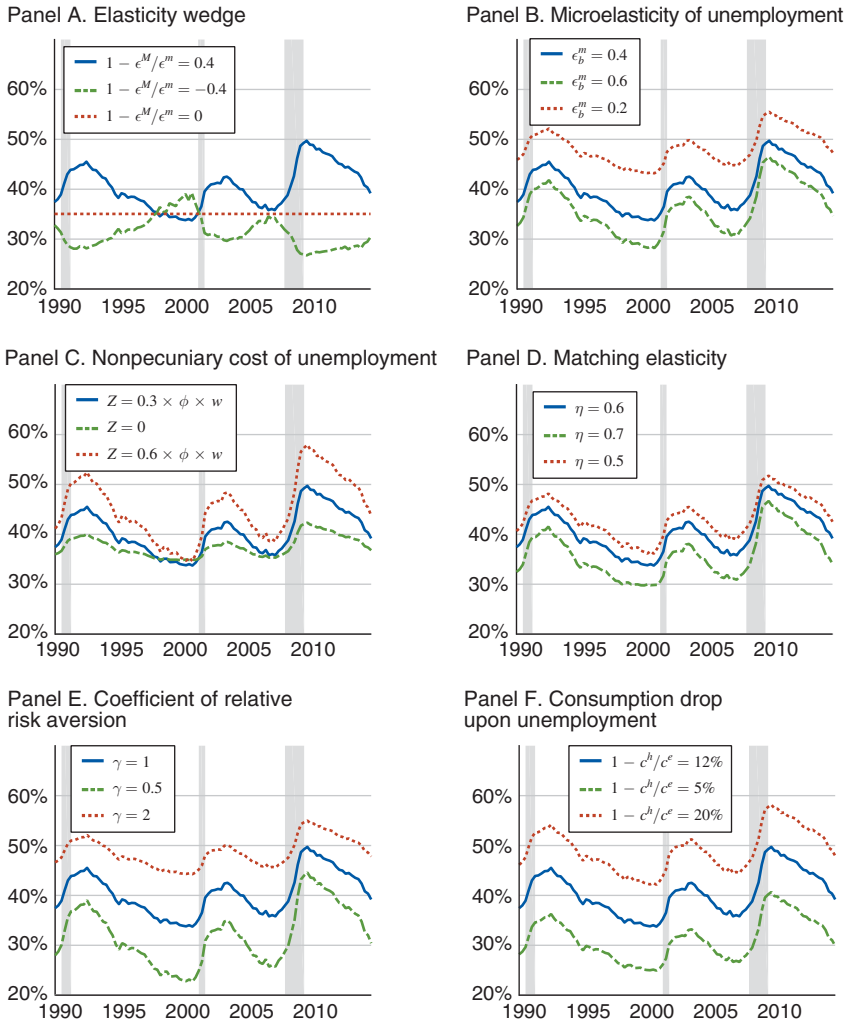 Panel A. Elasticity wedge
1 − ϵ^M/ϵ^m = 0.4
1 − ϵ^M/ϵ^m = −0.4
1 − ϵ^M/ϵ^m = 0
60%
50%
40%
30%
20%
1990 1995 2000 2005 2010
Panel B. Microelasticity of unemployment
ϵ_b^m = 0.4
ϵ_b^m = 0.6
ϵ_b^m = 0.2
60%
50%
40%
30%
20%
1990 1995 2000 2005 2010
Panel C. Nonpecuniary cost of unemployment
Z = 0.3 × ϕ × w
Z = 0
Z = 0.6 × ϕ × w
60%
50%
40%
30%
20%
1990 1995 2000 2005 2010
Panel D. Matching elasticity
η = 0.6
η = 0.7
η = 0.5
60%
50%
40%
30%
20%
1990 1995 2000 2005 2010
Panel E. Coefficient of relative
risk aversion
γ = 1
γ = 0.5
γ = 2
60%
50%
40%
30%
20%
1990 1995 2000 2005 2010
Panel F. Consumption drop
upon unemployment
1 − c^h/c^e = 12%
1 − c^h/c^e = 5%
1 − c^h/c^e = 20%
60%
50%
40%
30%
20%
1990 1995 2000 2005 2010